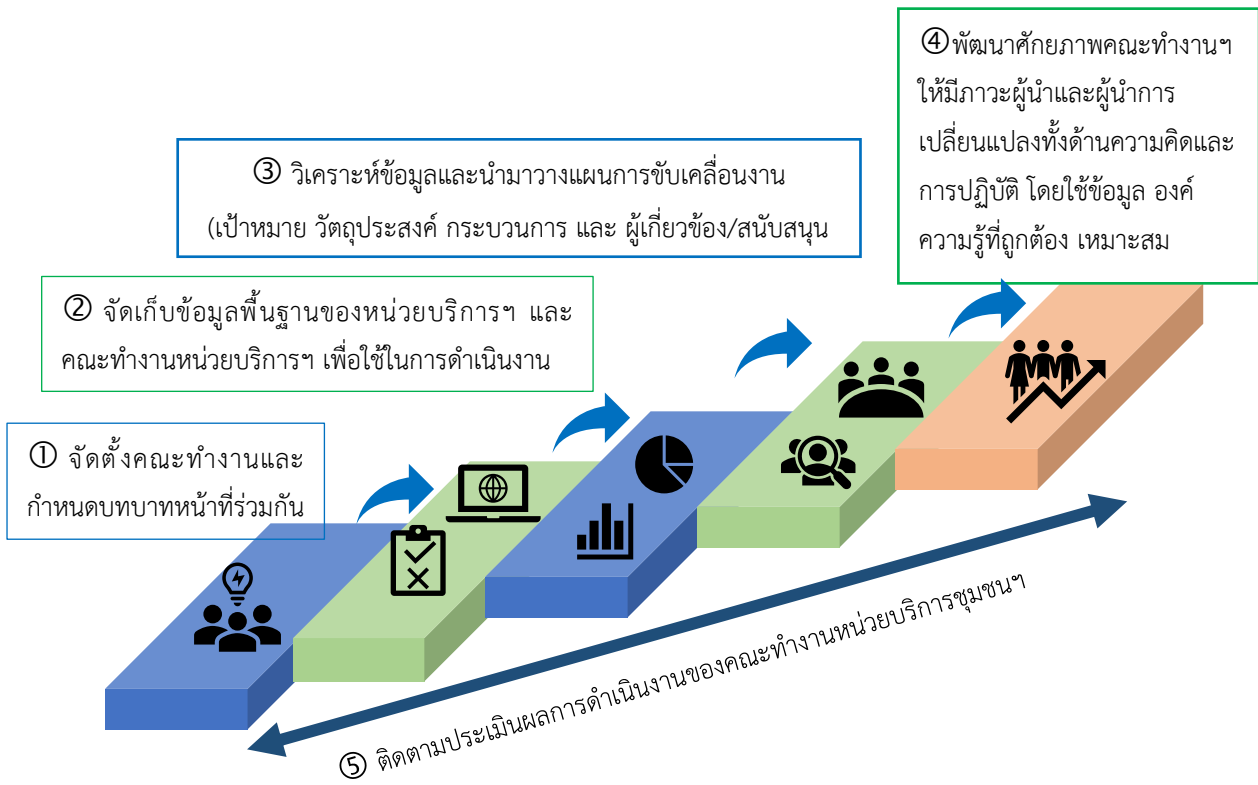 ① จัดตั้งคณะทำงานและ
กำหนดบทบาทหน้าที่ร่วมกัน
② จัดเก็บข้อมูลพื้นฐานของหน่วยบริการฯ และ
คณะทำงานหน่วยบริการฯ เพื่อใช้ในการดำเนินงาน
③ วิเคราะห์ข้อมูลและนำมาวางแผนการขับเคลื่อนงาน
(เป้าหมาย วัตถุประสงค์ กระบวนการ และ ผู้เกี่ยวข้อง/สนับสนุน
④พัฒนาศักยภาพคณะทำงานฯ
ให้มีภาวะผู้นำและผู้นำการ
เปลี่ยนแปลงทั้งด้านความคิดและ
การปฏิบัติ โดยใช้ข้อมูล องค์
ความรู้ที่ถูกต้อง เหมาะสม
⑤ ติดตามประเมินผลการดำเนินงานของคณะทำงานหน่วยบริการชุมชนฯ